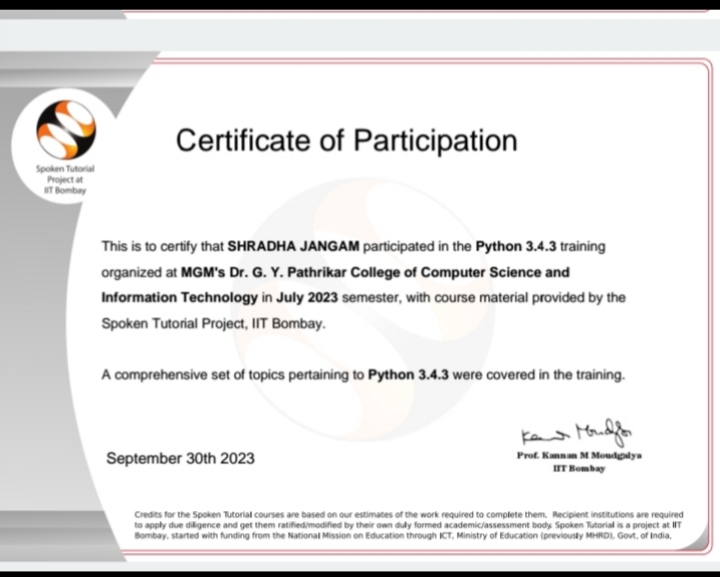 Spoken Tutorial
Project at
IIT Bombay
Certificate of Participation
This is to certify that SHRADHA JANGAM participated in the Python 3.4.3 training
organized at MGM's Dr. G. Y. Pathrikar College of Computer Science and
Information Technology in July 2023 semester, with course material provided by the
Spoken Tutorial Project, IIT Bombay.
A comprehensive set of topics pertaining to Python 3.4.3 were covered in the training.
September 30th 2023
Prof. Kannan M Moudgalya
IIT Bombay
Credits for the Spoken Tutorial courses are based on our estimates of the work required to complete them. Recipient institutions are required
to apply due diligence and get them ratified/modified by their own duly formed academic/assessment body. Spoken Tutorial is a project at IIT
Bombay, started with funding from the National Mission on Education through ICT, Ministry of Education (previously MHRD), Govt. of India.